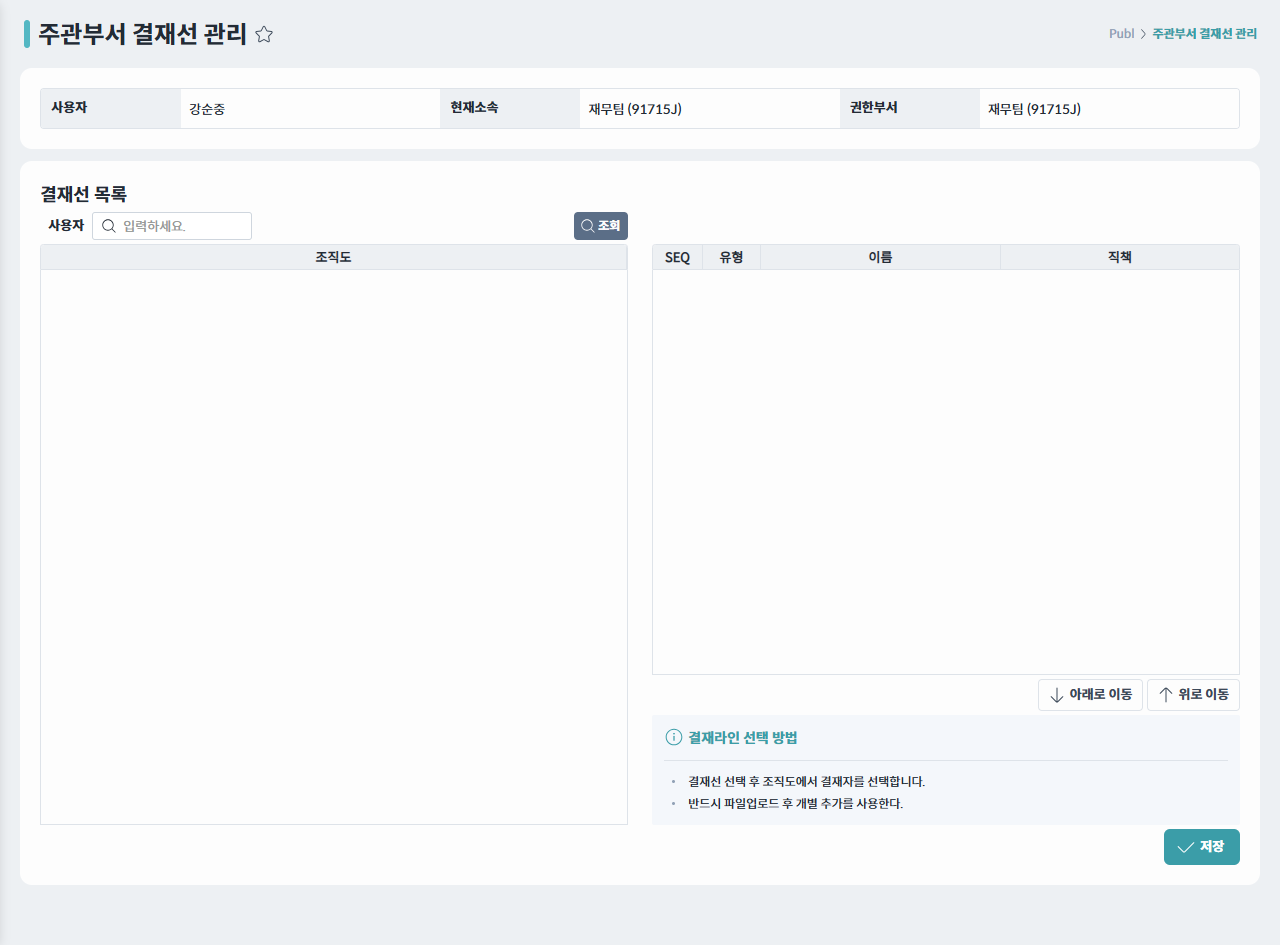 주관부서 결재선 관리
Publ > 주관부서 결재선 관리
사용자 강순중 현재소속 재무팀 (91715J) 권한부서 재무팀 (91715J)
결재선 목록
사용자 입력하세요. 조회
조직도
SEQ 유형 이름 직책
아래로 이동 위로 이동
결재라인 선택 방법
• 결재선 선택 후 조직도에서 결재자를 선택합니다.
• 반드시 파일업로드 후 개별 추가를 사용한다.
저장